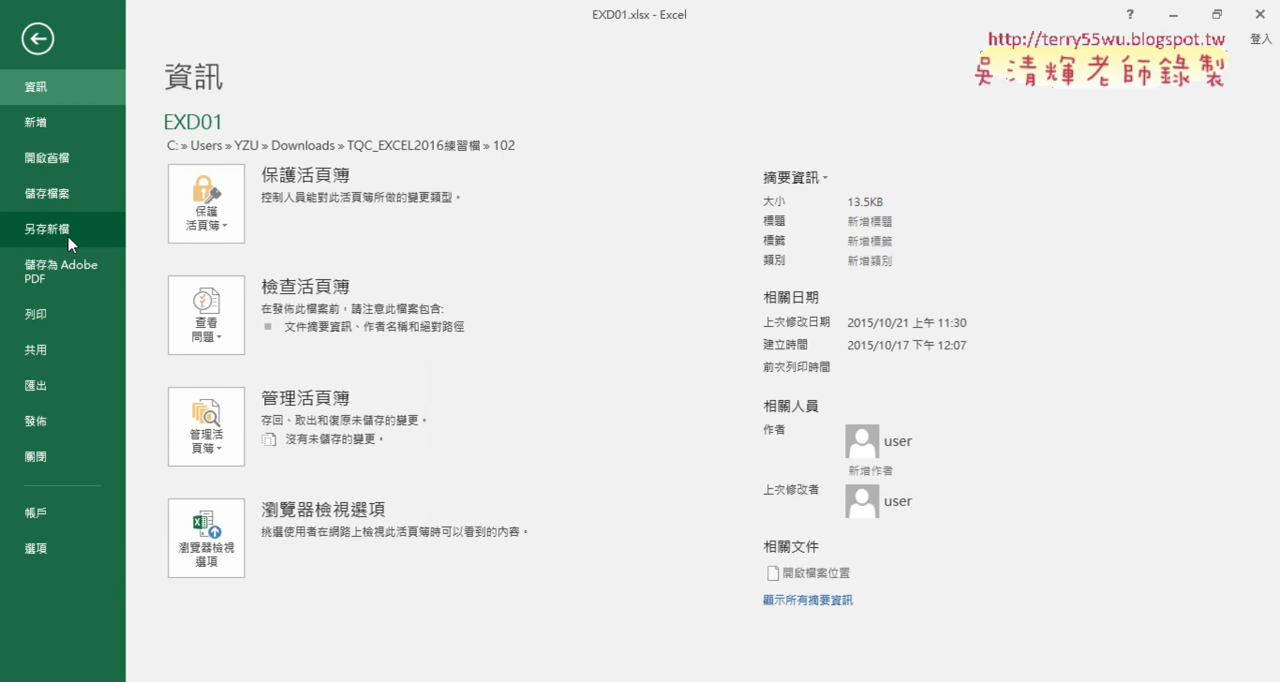 EXD01.xlsx - Excel
?
登入
http://terry55wu.blogspot.tw
吳清輝老師錄製
資訊
新增
開啟舊檔
儲存檔案
另存新檔
儲存為 Adobe
PDF
列印
共用
匯出
發佈
關閉
帳戶
選項
資訊
EXD01
C: » Users » YZU » Downloads » TQC_EXCEL2016練習檔 » 102
保護
活頁簿
保護活頁簿
控制人員能對此活頁簿所做的變更類型。
查看
問題
檢查活頁簿
在發佈此檔案前，請注意此檔案包含:
文件摘要資訊、作者名稱和絕對路徑
管理活
頁簿
管理活頁簿
存回、取出和復原未儲存的變更。
沒有未儲存的變更。
瀏覽器檢視
選項
瀏覽器檢視選項
挑選使用者在網路上檢視此活頁簿時可以看到的內容。
摘要資訊
大小 13.5KB
標題 新增標題
標籤 新增標籤
類別 新增類別
相關日期
上次修改日期 2015/10/21 上午 11:30
建立時間 2015/10/17 下午 12:07
前次列印時間
相關人員
作者 user
新增作者
上次修改者 user
相關文件
開啟檔案位置
顯示所有摘要資訊